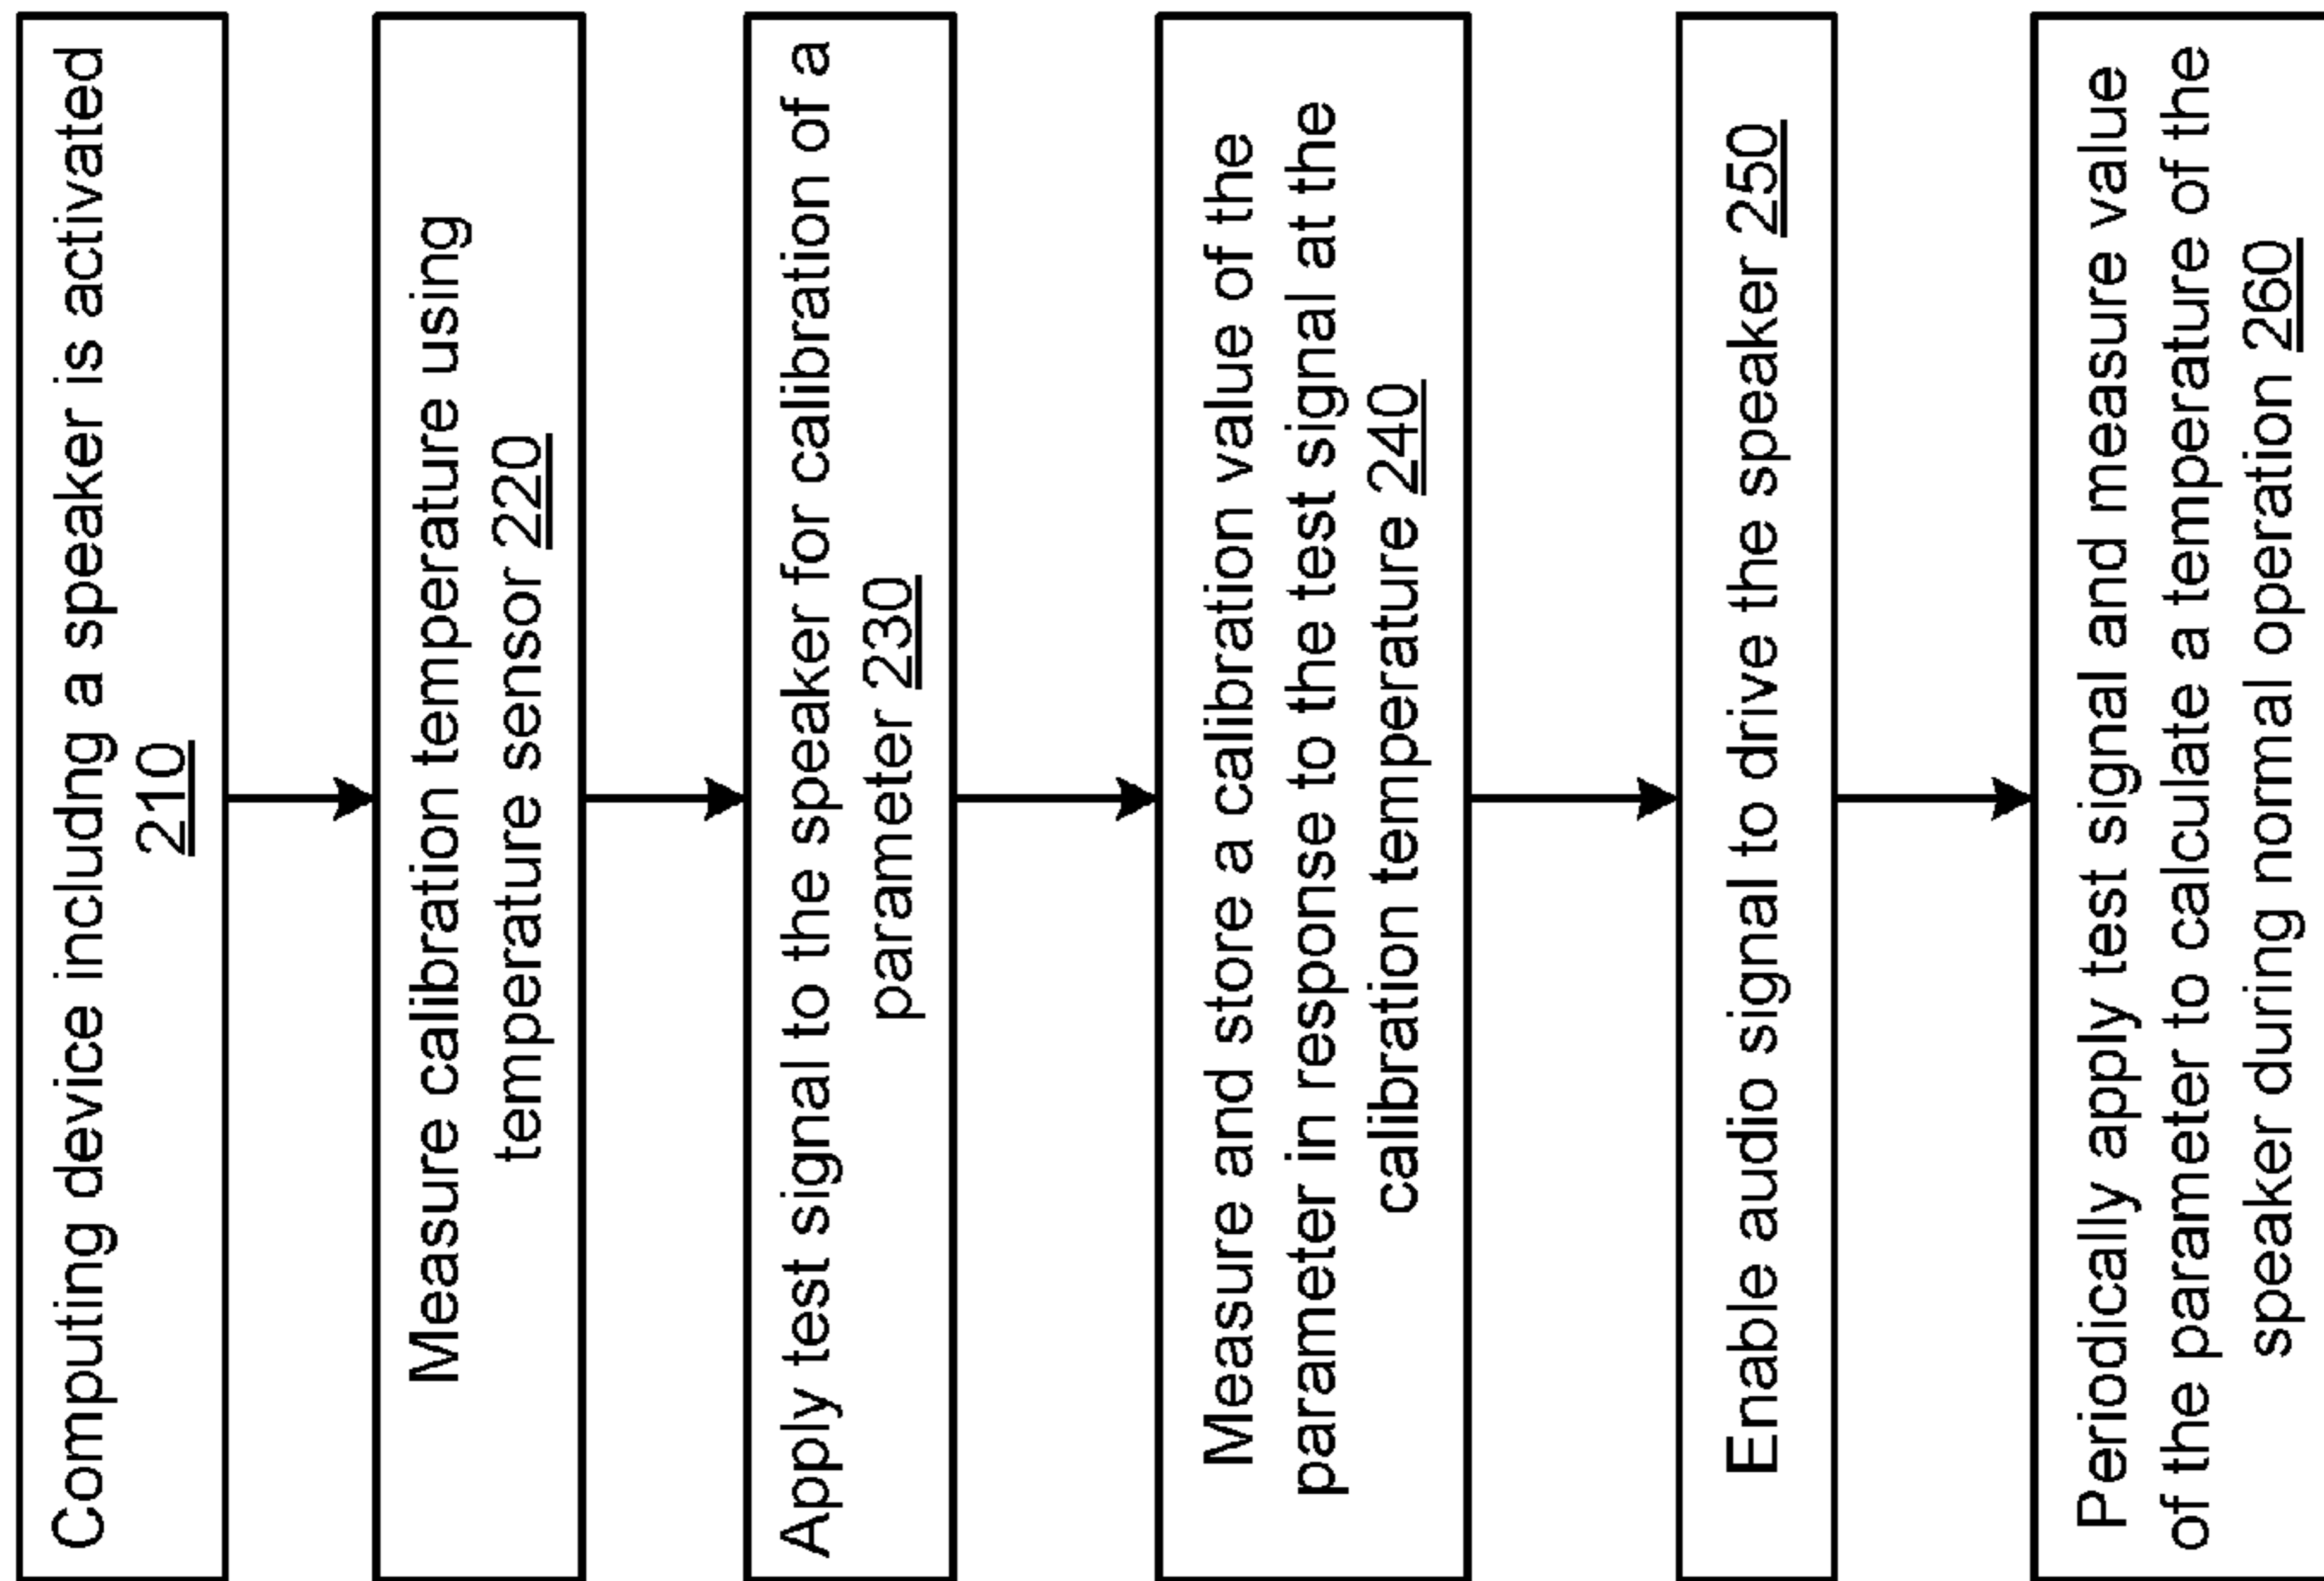 Computing device includng a speaker is activated
210
Measure calibration temperature using
temperature sensor 220
Apply test signal to the speaker for calibration of a
parameter 230
Measure and store a calibration value of the
parameter in response to the test signal at the
calibration temperature 240
Enable audio signal to drive the speaker 250
Periodically apply test signal and measure value
of the parameter to calculate a temperature of the
speaker during normal operation 260